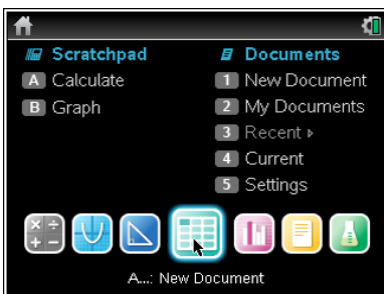 Scratchpad
A Calculate
B Graph
Documents
1 New Document
2 My Documents
3 Recent ▸
4 Current
5 Settings
A...: New Document